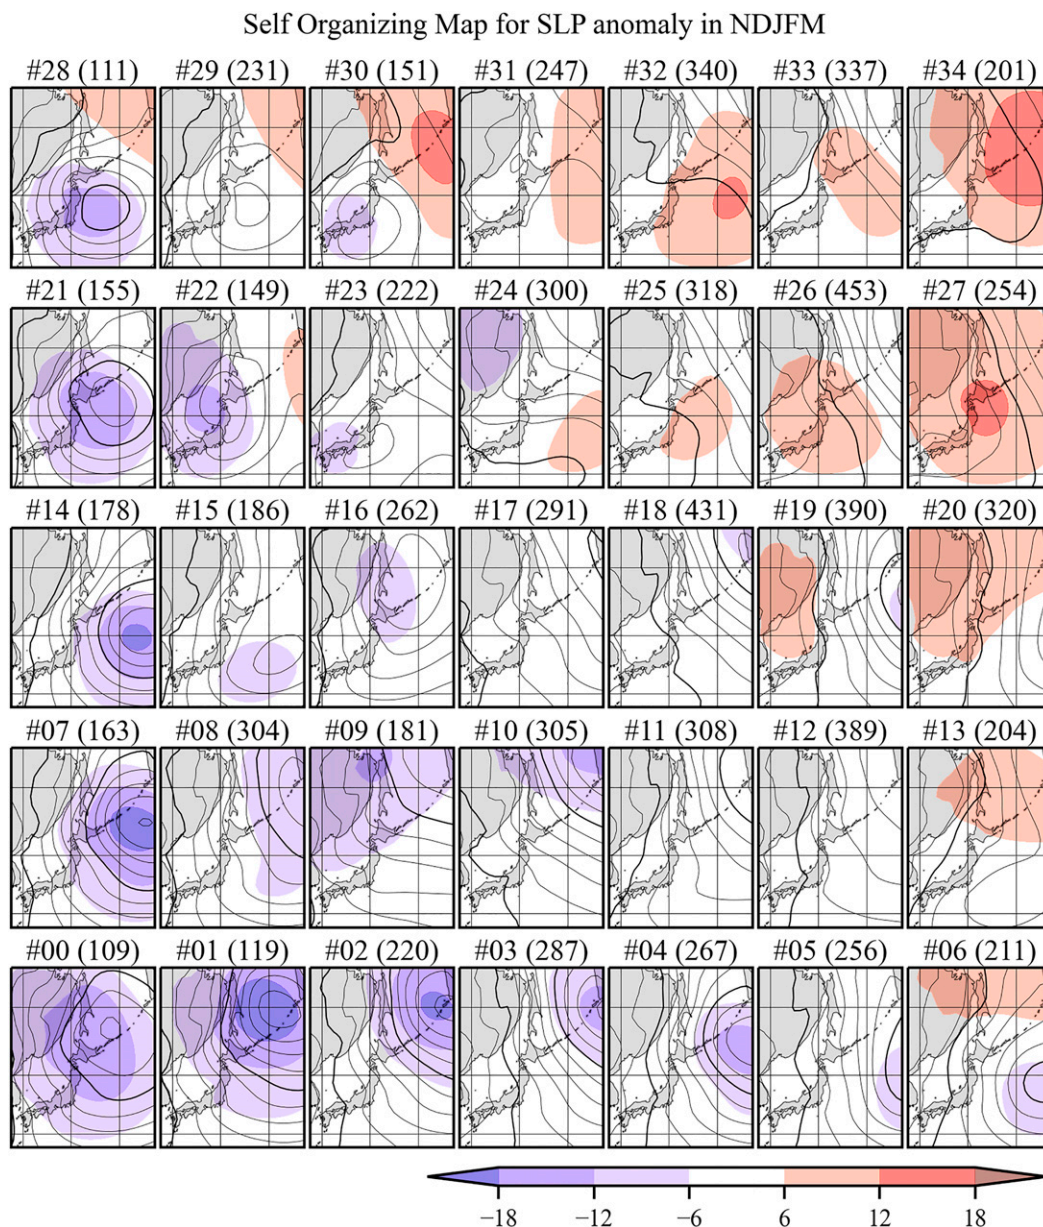 Self Organizing Map for SLP anomaly in NDJFM
#28 (111) #29 (231) #30 (151) #31 (247) #32 (340) #33 (337) #34 (201)
#21 (155) #22 (149) #23 (222) #24 (300) #25 (318) #26 (453) #27 (254)
#14 (178) #15 (186) #16 (262) #17 (291) #18 (431) #19 (390) #20 (320)
#07 (163) #08 (304) #09 (181) #10 (305) #11 (308) #12 (389) #13 (204)
#00 (109) #01 (119) #02 (220) #03 (287) #04 (267) #05 (256) #06 (211)
−18 −12 −6 6 12 18